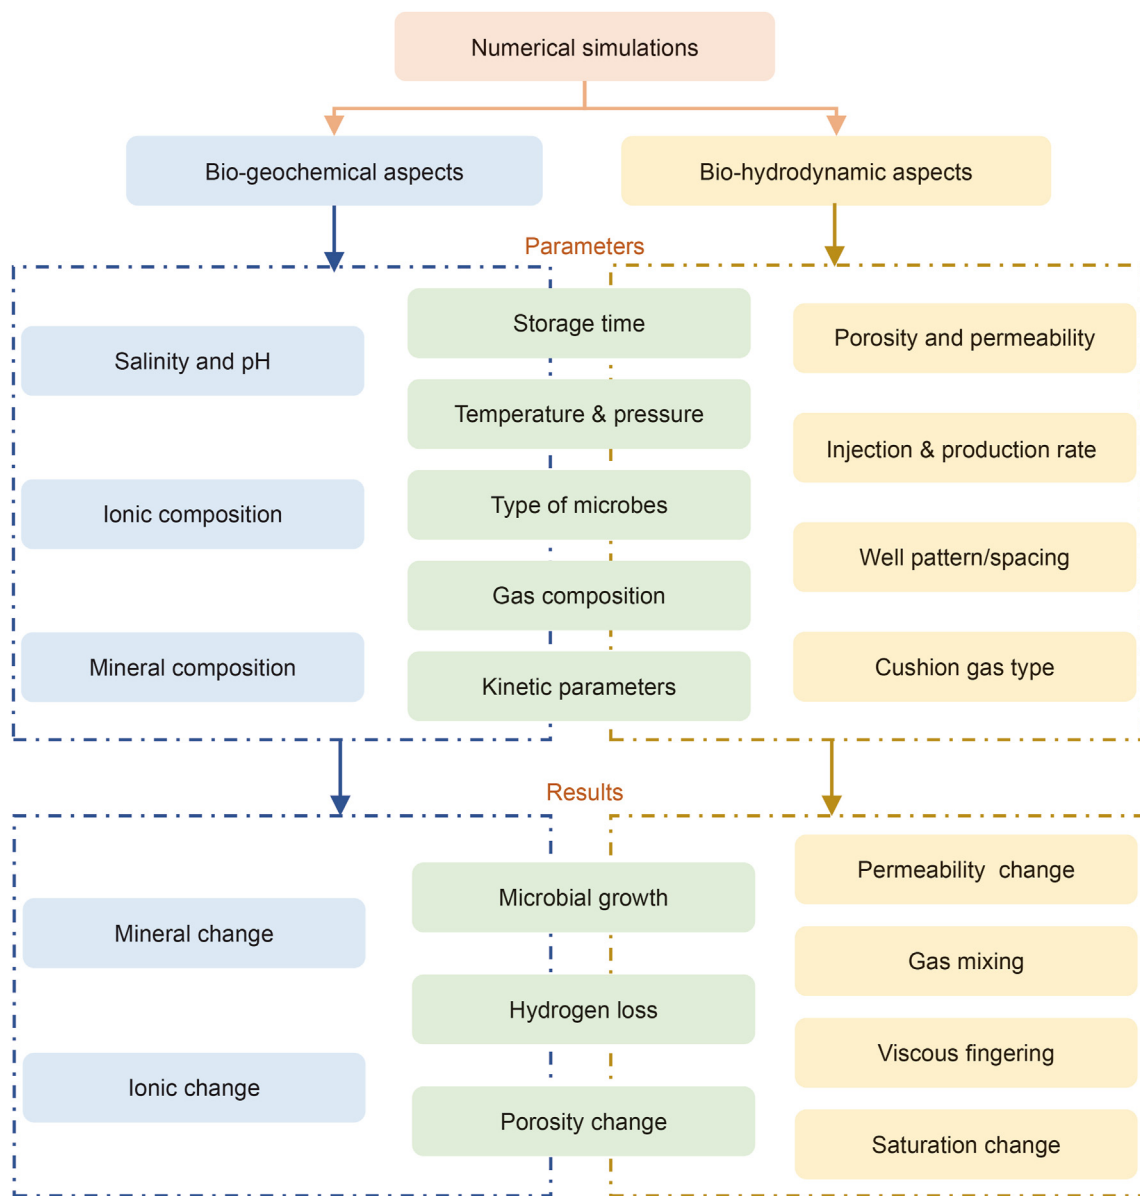 Numerical simulations
Bio-geochemical aspects
Bio-hydrodynamic aspects
Parameters
Salinity and pH
Ionic composition
Mineral composition
Storage time
Temperature & pressure
Type of microbes
Gas composition
Kinetic parameters
Porosity and permeability
Injection & production rate
Well pattern/spacing
Cushion gas type
Results
Mineral change
Ionic change
Microbial growth
Hydrogen loss
Porosity change
Permeability change
Gas mixing
Viscous fingering
Saturation change